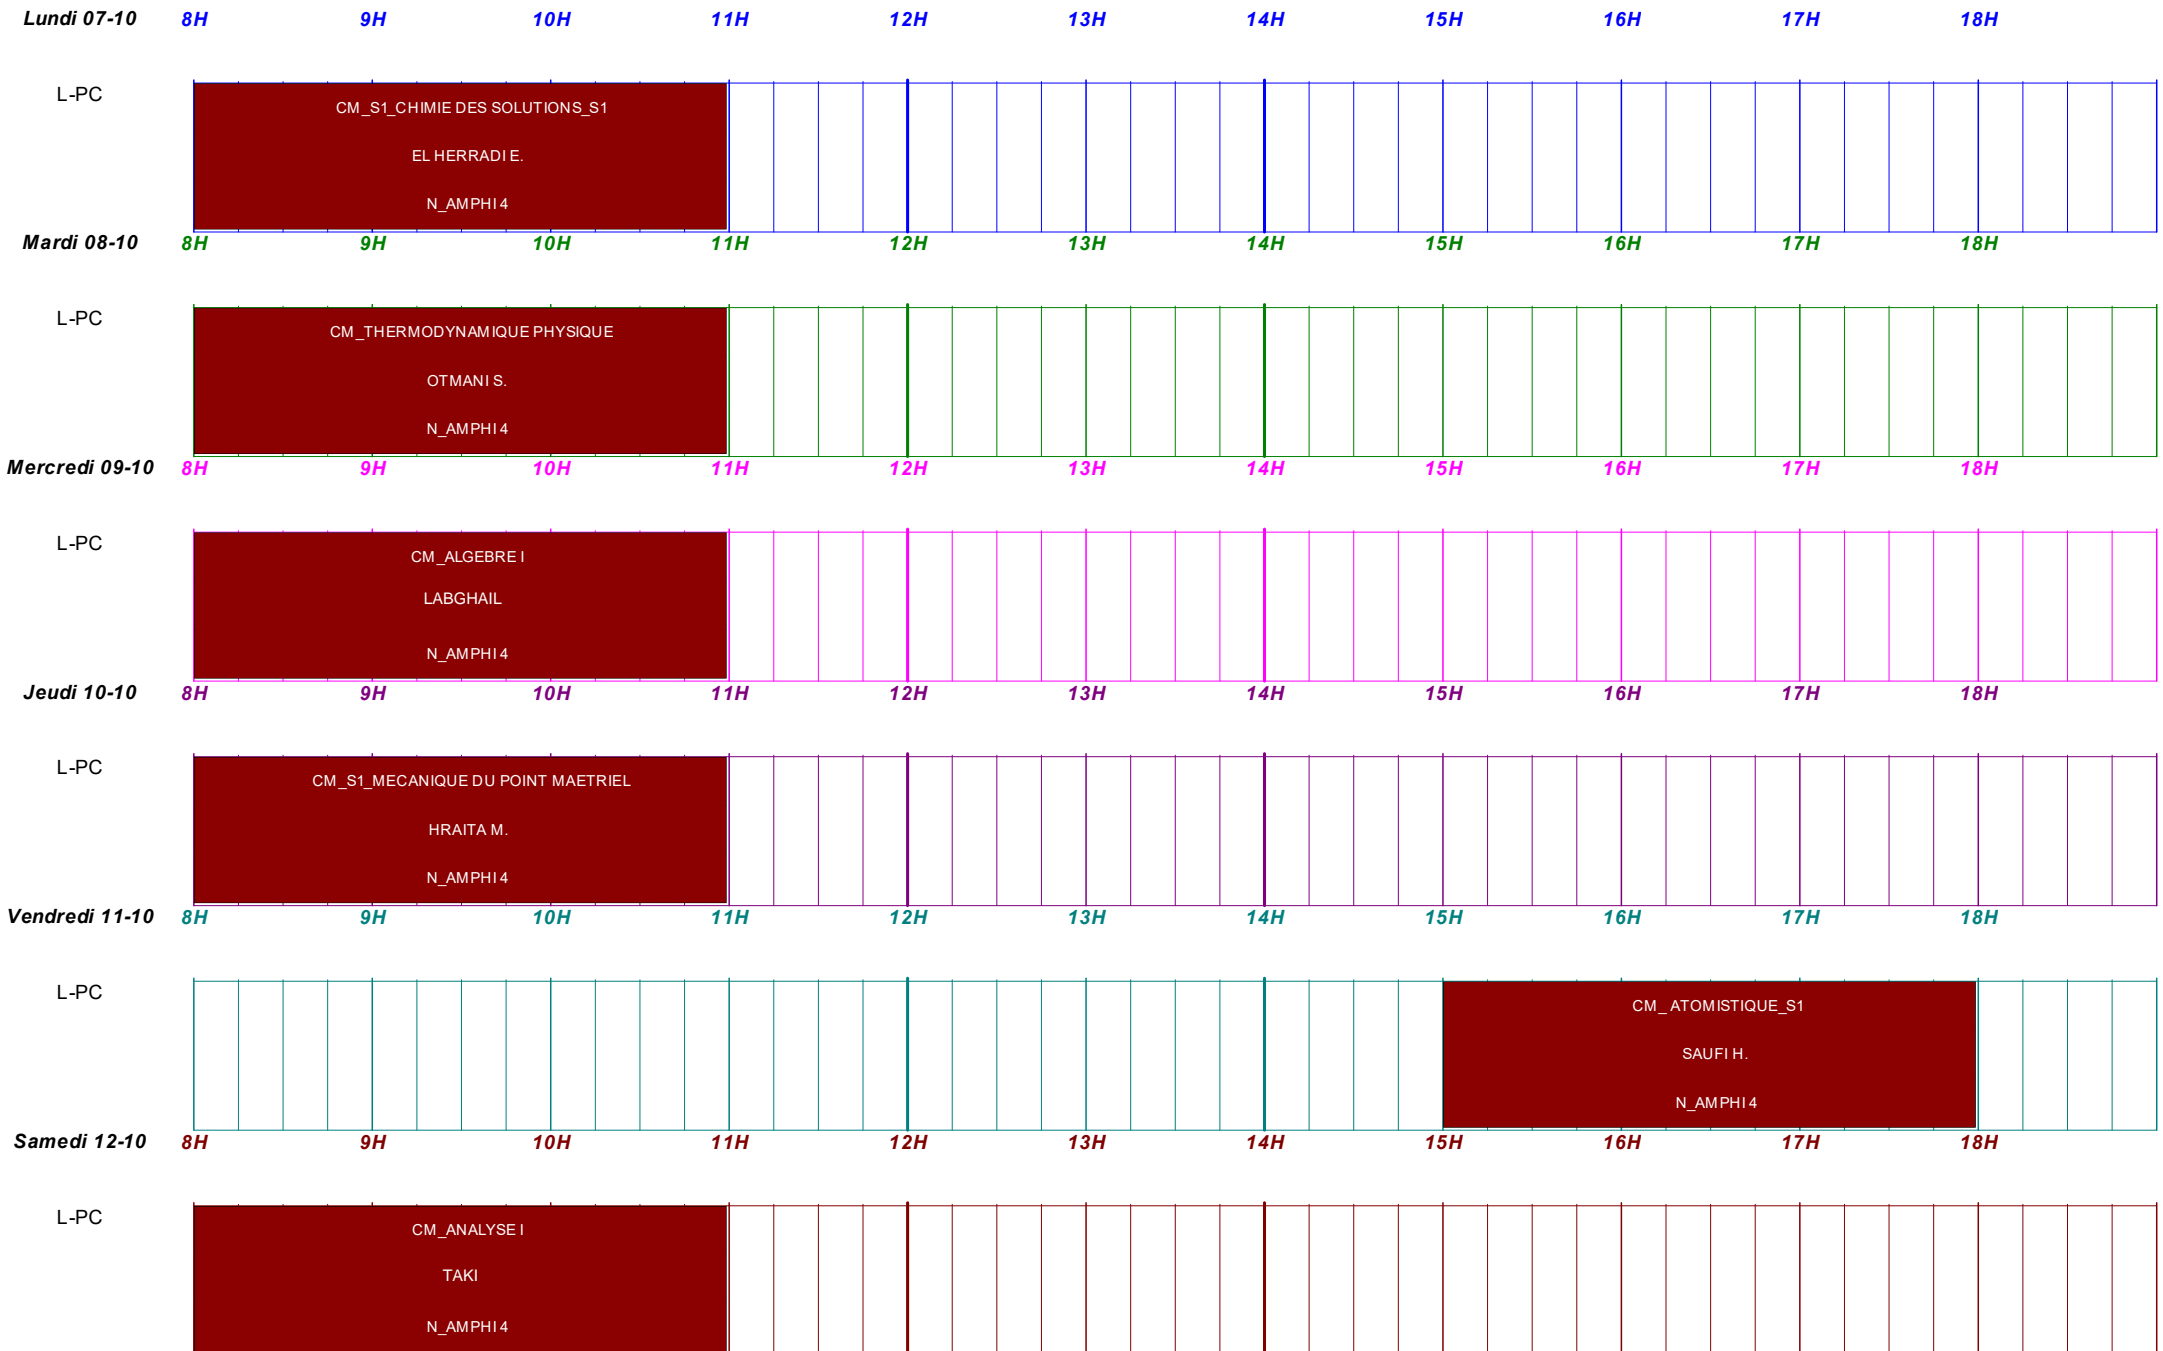 Lundi 07-10 8H 9H 10H 11H 12H 13H 14H 15H 16H 17H 18H
L-PC
CM_S1_CHIMIE DES SOLUTIONS_S1
EL HERRADI E.
N_AMPHI 4
Mardi 08-10 8H 9H 10H 11H 12H 13H 14H 15H 16H 17H 18H
L-PC
CM_THERMODYNAMIQUE PHYSIQUE
OTMANI S.
N_AMPHI 4
Mercredi 09-10 8H 9H 10H 11H 12H 13H 14H 15H 16H 17H 18H
L-PC
CM_ALGEBRE I
LABGHAIL
N_AMPHI 4
Jeudi 10-10 8H 9H 10H 11H 12H 13H 14H 15H 16H 17H 18H
L-PC
CM_S1_MECANIQUE DU POINT MAETRIEL
HRAITA M.
N_AMPHI 4
Vendredi 11-10 8H 9H 10H 11H 12H 13H 14H 15H 16H 17H 18H
L-PC
CM_ ATOMISTIQUE_S1
SAUFI H.
N_AMPHI 4
Samedi 12-10 8H 9H 10H 11H 12H 13H 14H 15H 16H 17H 18H
L-PC
CM_ANALYSE I
TAKI
N_AMPHI 4